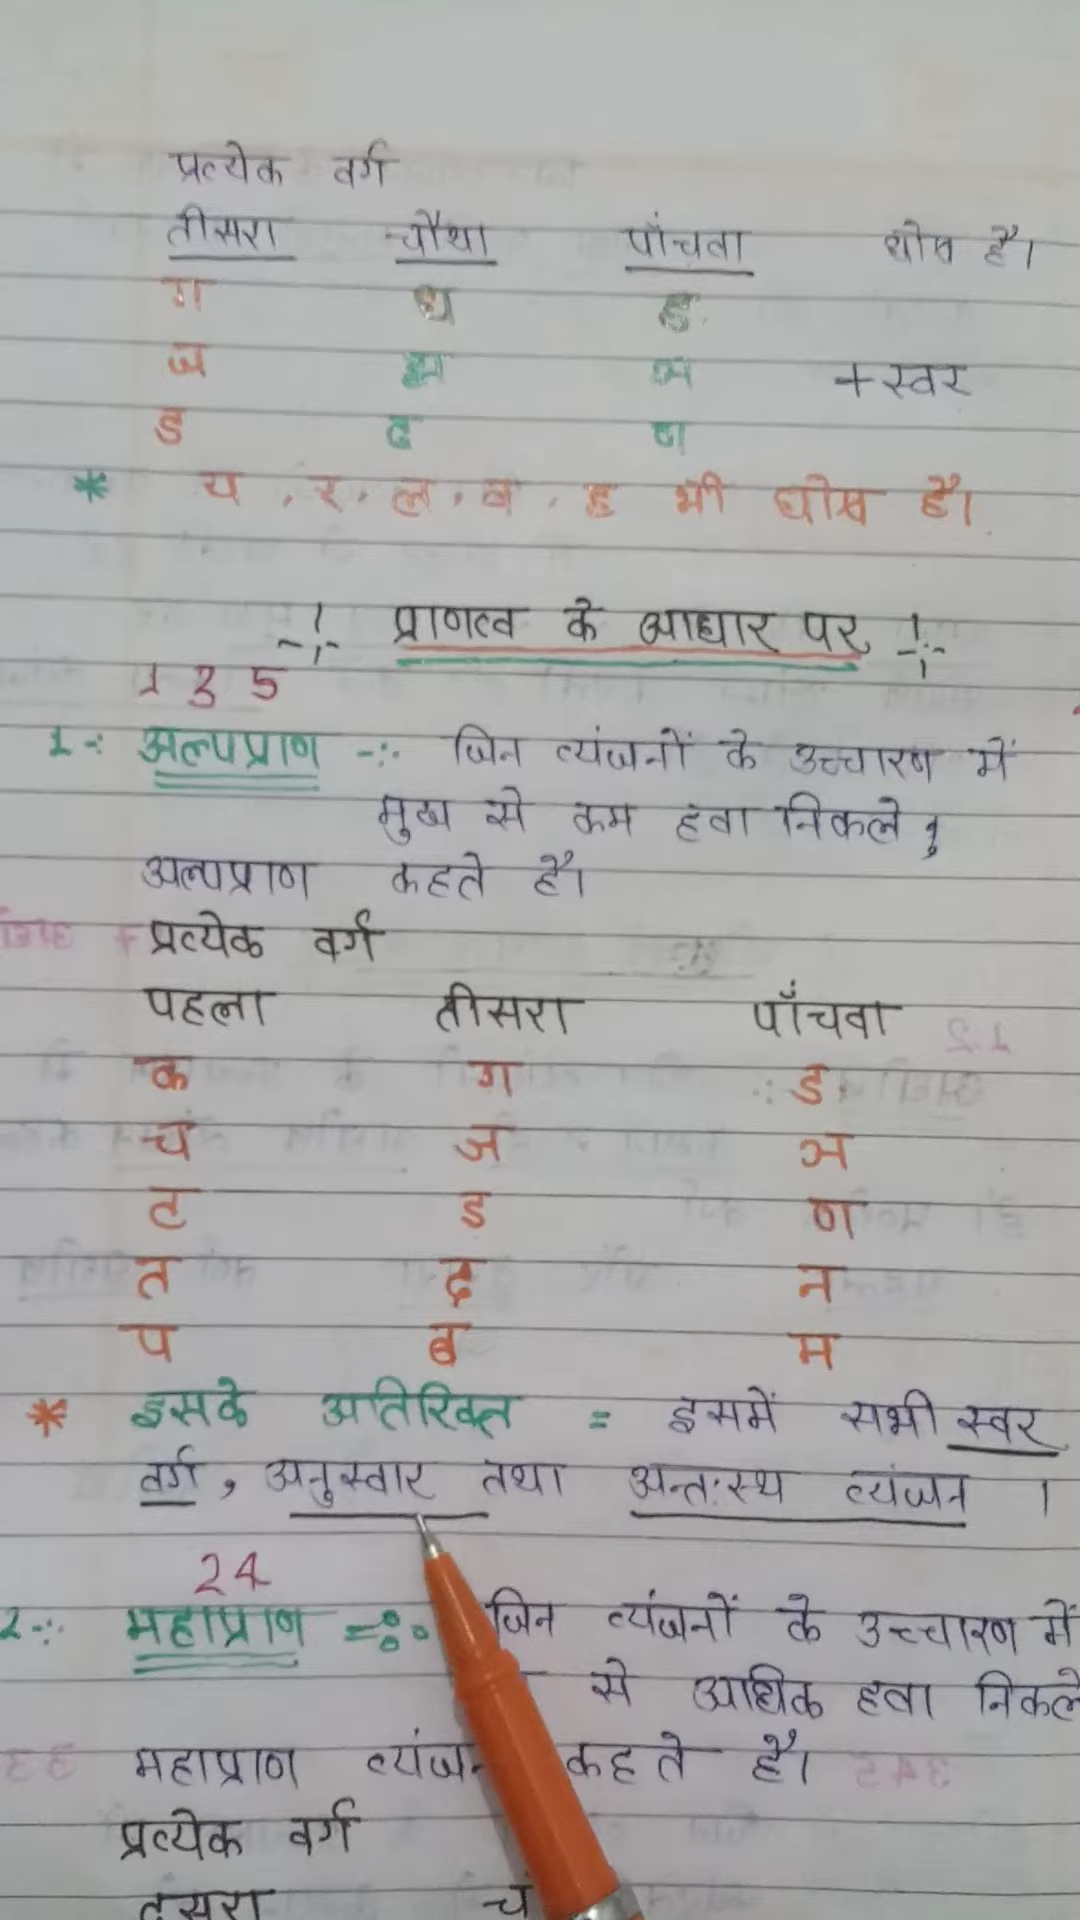 प्रत्येक वर्ग
तीसरा चौथा पाँचवा घोष है।
ग घ ङ
ज झ ञ +स्वर
ड ढ ण
* य , र , ल , व , ह भी घोष है।
प्राणत्व के आधार पर
1 3 5
1 -: अल्पप्राण -:- जिन व्यंजनों के उच्चारण में
मुख से कम हवा निकले ,
अल्पप्राण कहते है।
प्रत्येक वर्ग
पहला तीसरा पाँचवा
क ग ड
च ज ञ
ट ड ण
त द न
प ब म
* इसके अतिरिक्त = इसमें सभी स्वर
वर्ग , अनुस्वार तथा अन्तःस्थ व्यंजन ।
24
2 -: महाप्राण =:- जिन व्यंजनों के उच्चारण में
से अधिक हवा निकले
महाप्राण कहते है।
प्रत्येक वर्ग
दूसरा